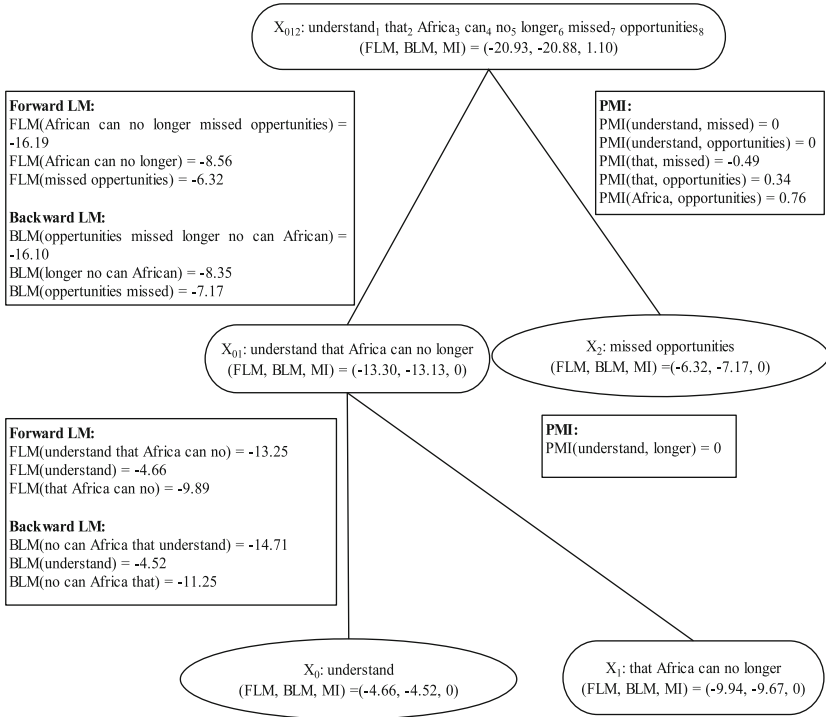 X₀₁₂: understand₁ that₂ Africa₃ can₄ no₅ longer₆ missed₇ opportunities₈
(FLM, BLM, MI) = (-20.93, -20.88, 1.10)
Forward LM:
FLM(African can no longer missed oppertunities) =
-16.19
FLM(African can no longer) = -8.56
FLM(missed oppertunities) = -6.32
Backward LM:
BLM(oppertunities missed longer no can African) =
-16.10
BLM(longer no can African) = -8.35
BLM(oppertunities missed) = -7.17
PMI:
PMI(understand, missed) = 0
PMI(understand, opportunities) = 0
PMI(that, missed) = -0.49
PMI(that, opportunities) = 0.34
PMI(Africa, opportunities) = 0.76
X₀₁: understand that Africa can no longer
(FLM, BLM, MI) = (-13.30, -13.13, 0)
X₂: missed opportunities
(FLM, BLM, MI) =(-6.32, -7.17, 0)
Forward LM:
FLM(understand that Africa can no) = -13.25
FLM(understand) = -4.66
FLM(that Africa can no) = -9.89
Backward LM:
BLM(no can Africa that understand) = -14.71
BLM(understand) = -4.52
BLM(no can Africa that) = -11.25
PMI:
PMI(understand, longer) = 0
X₀: understand
(FLM, BLM, MI) =(-4.66, -4.52, 0)
X₁: that Africa can no longer
(FLM, BLM, MI) = (-9.94, -9.67, 0)